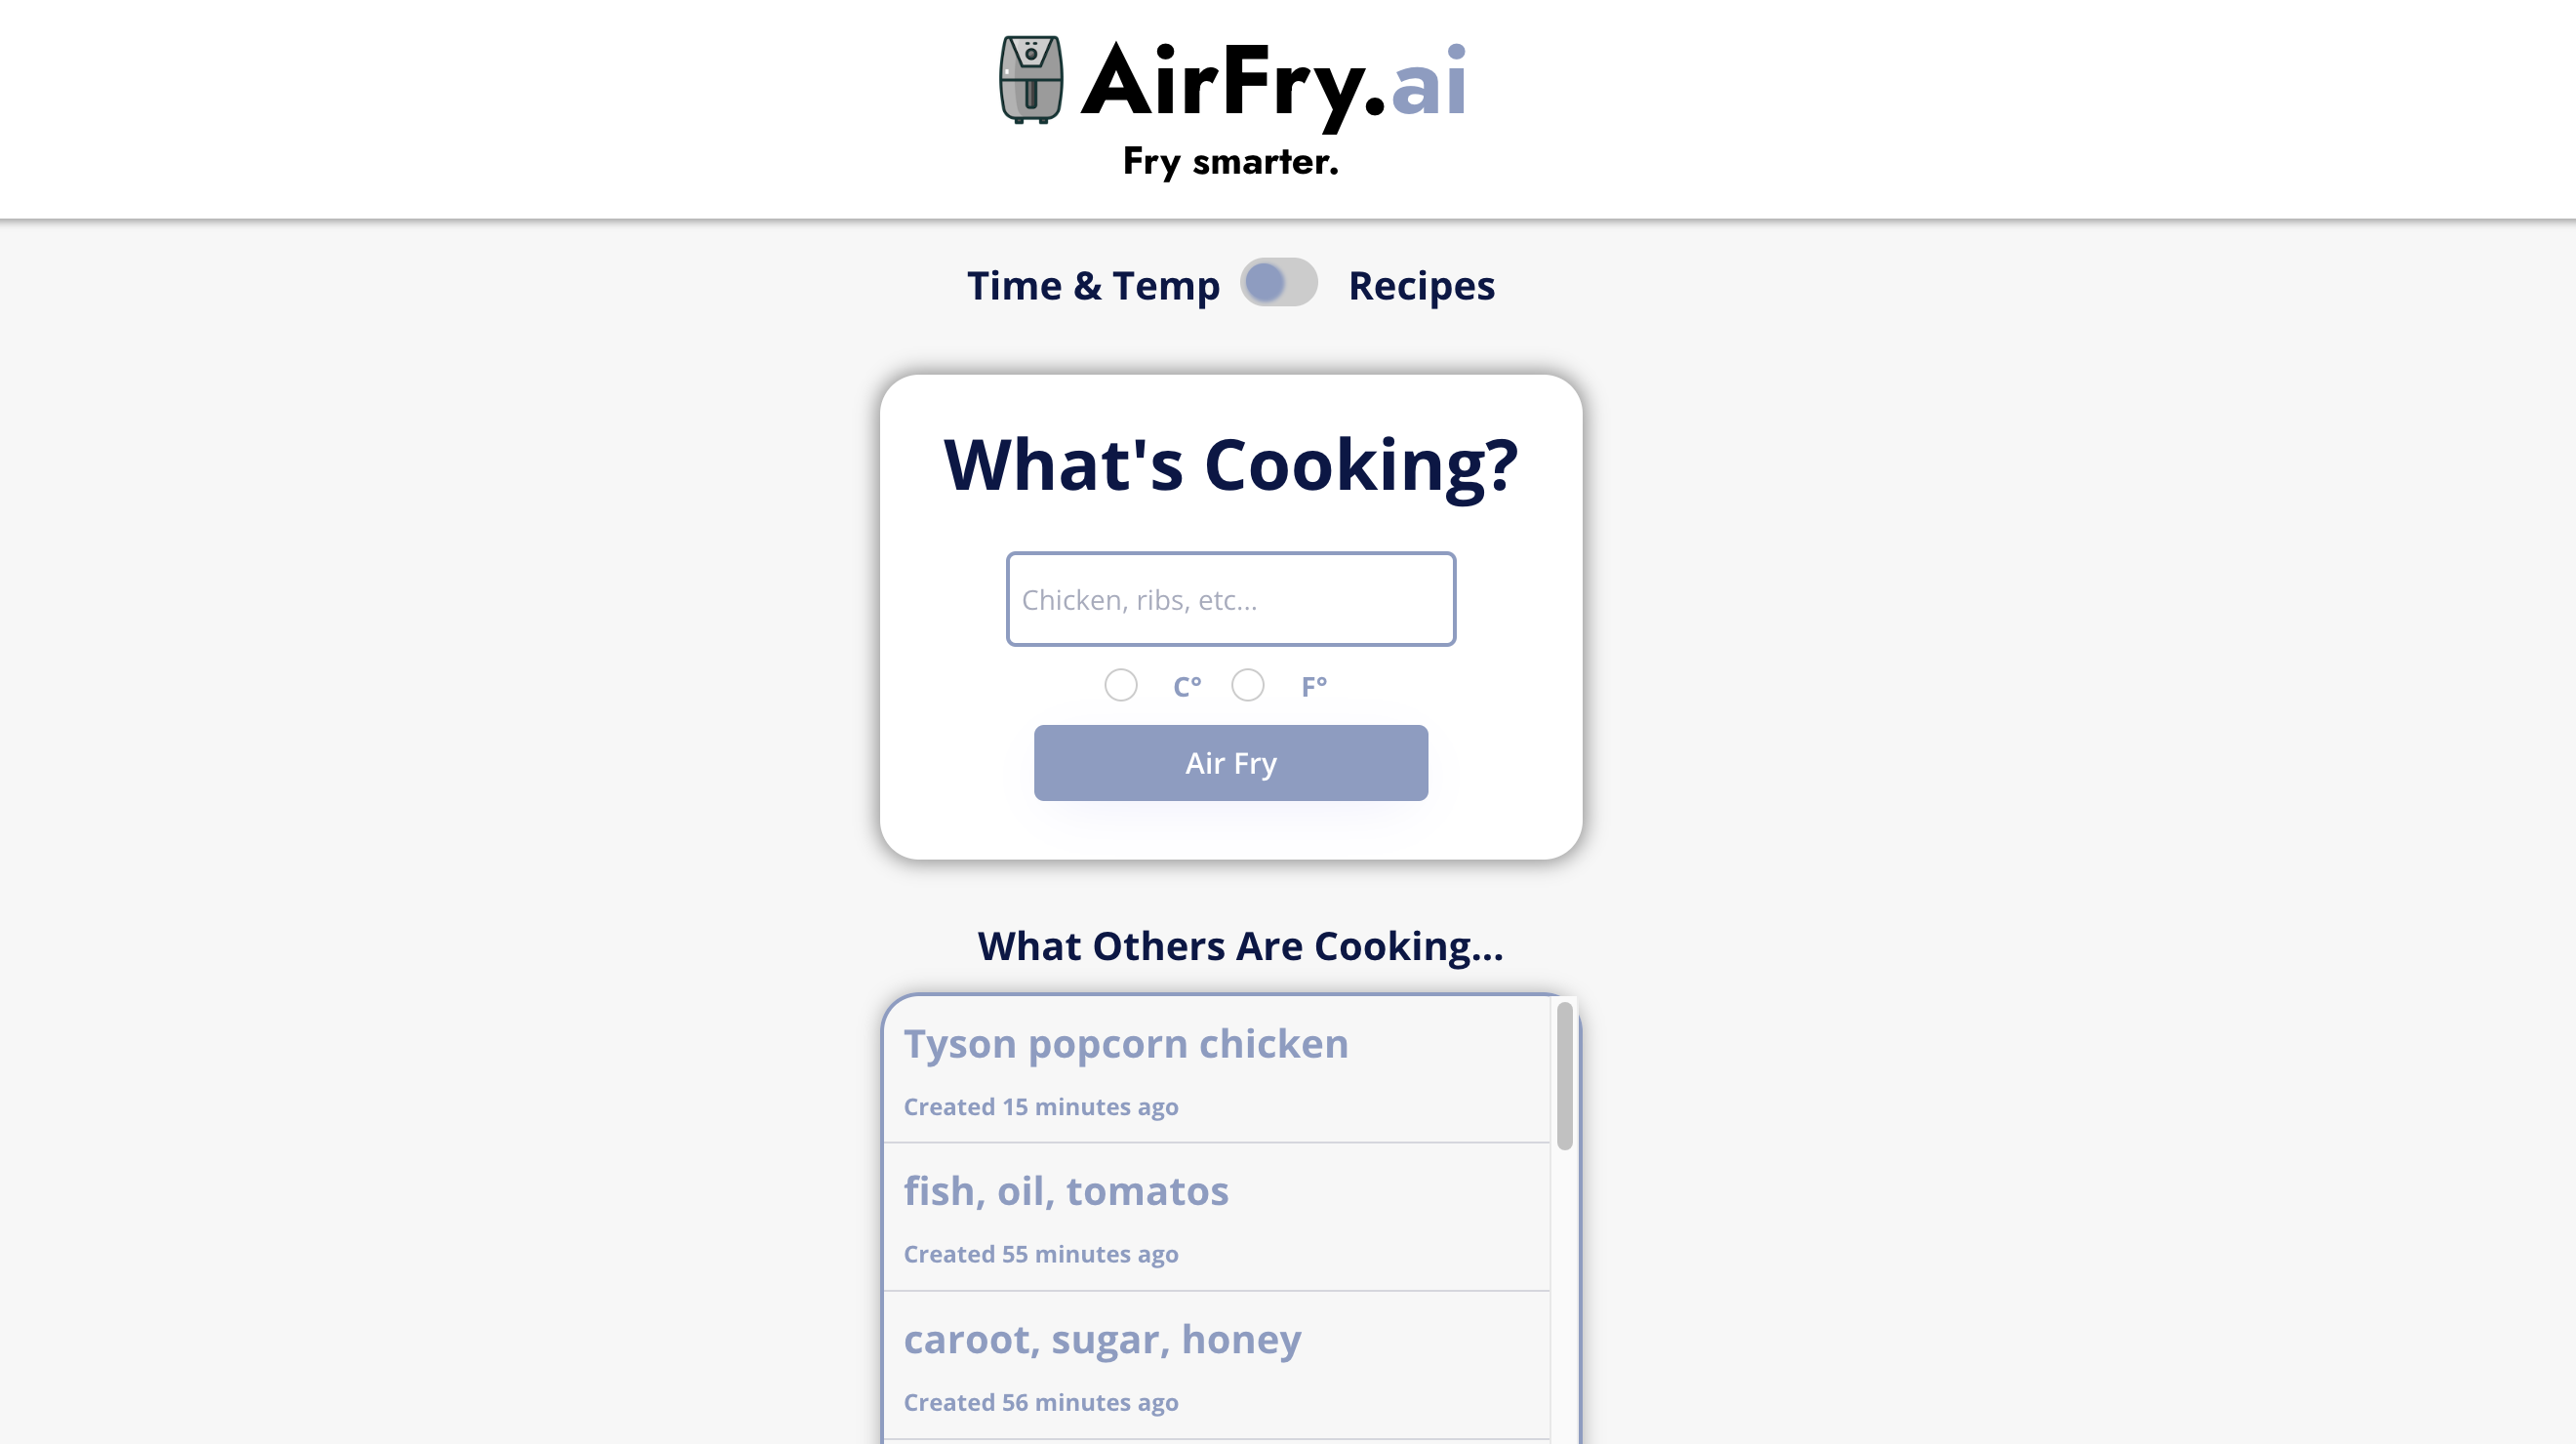 AirFry.ai
Fry smarter.
Time & Temp Recipes
What's Cooking?
Chicken, ribs, etc...
C° F°
Air Fry
What Others Are Cooking...
Tyson popcorn chicken
Created 15 minutes ago
fish, oil, tomatos
Created 55 minutes ago
caroot, sugar, honey
Created 56 minutes ago